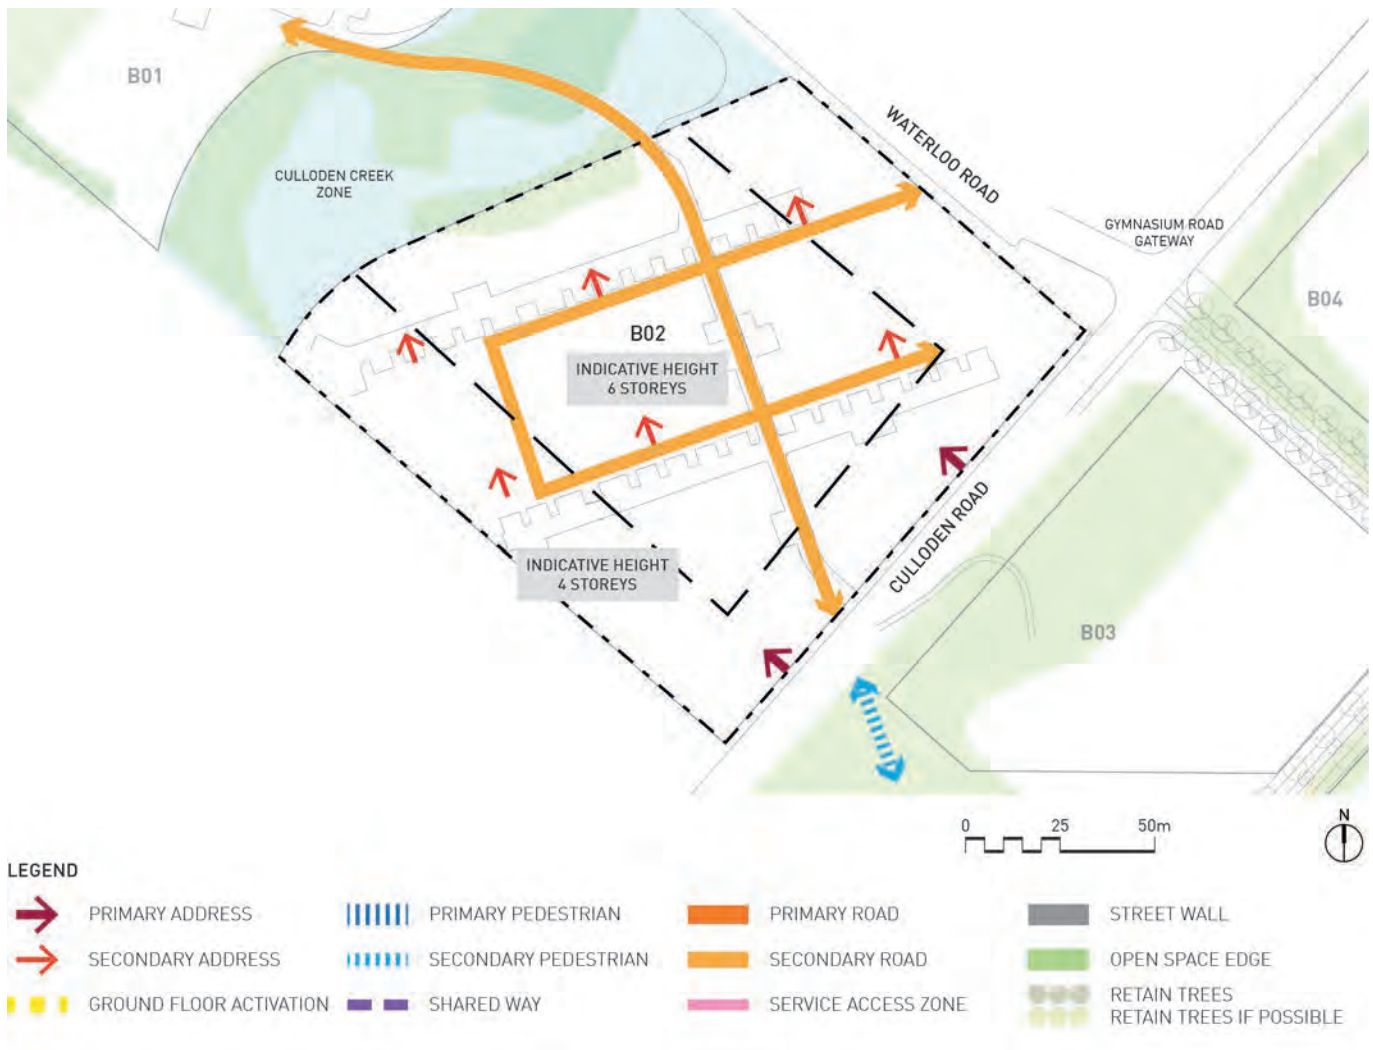 B01
WATERLOO ROAD
CULLODEN CREEK
ZONE
GYMNASIUM ROAD
GATEWAY
B04
B02
INDICATIVE HEIGHT
6 STOREYS
CULLODEN ROAD
INDICATIVE HEIGHT
4 STOREYS
B03
0 25 50m
N
LEGEND
PRIMARY ADDRESS
SECONDARY ADDRESS
GROUND FLOOR ACTIVATION
PRIMARY PEDESTRIAN
SECONDARY PEDESTRIAN
SHARED WAY
PRIMARY ROAD
SECONDARY ROAD
SERVICE ACCESS ZONE
STREET WALL
OPEN SPACE EDGE
RETAIN TREES
RETAIN TREES IF POSSIBLE